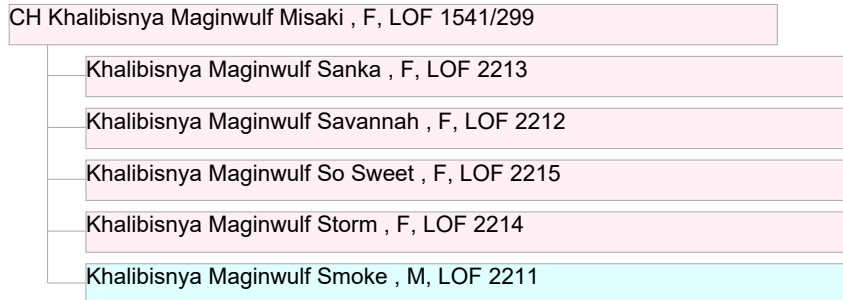 CH Khalibisnya Maginwulf Misaki , F, LOF 1541/299
Khalibisnya Maginwulf Sanka , F, LOF 2213
Khalibisnya Maginwulf Savannah , F, LOF 2212
Khalibisnya Maginwulf So Sweet , F, LOF 2215
Khalibisnya Maginwulf Storm , F, LOF 2214
Khalibisnya Maginwulf Smoke , M, LOF 2211